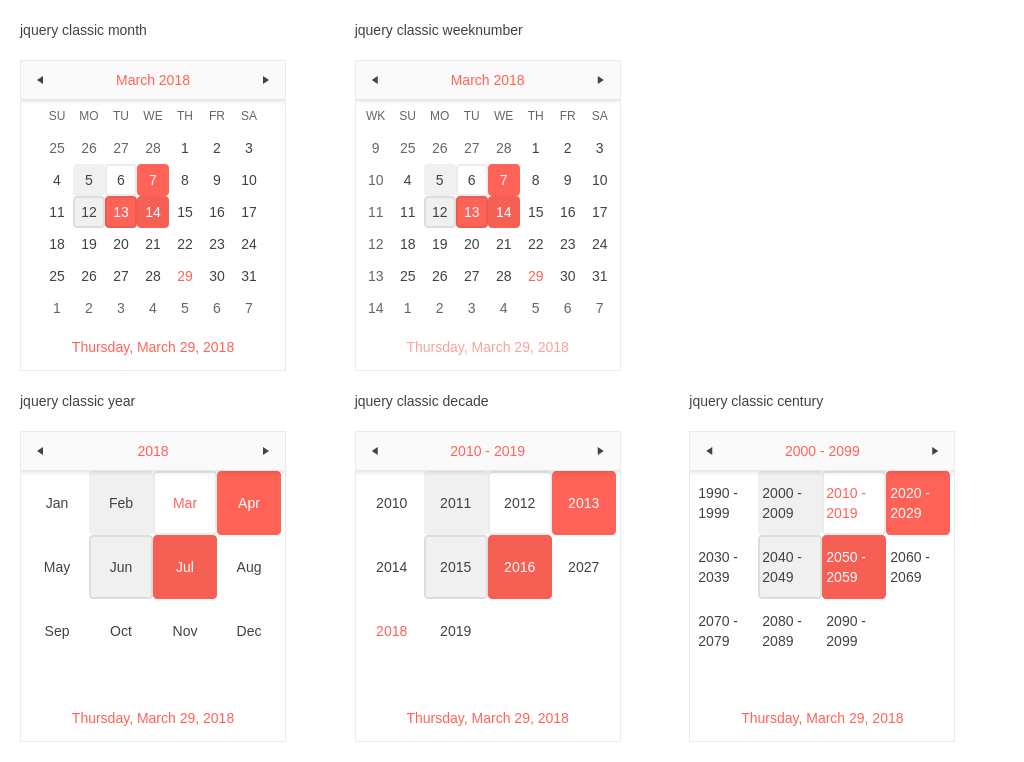 jquery classic month
March 2018
SU MO TU WE TH FR SA
25 26 27 28 1 2 3
4 5 6 7 8 9 10
11 12 13 14 15 16 17
18 19 20 21 22 23 24
25 26 27 28 29 30 31
1 2 3 4 5 6 7
Thursday, March 29, 2018
jquery classic weeknumber
March 2018
WK SU MO TU WE TH FR SA
9 25 26 27 28 1 2 3
10 4 5 6 7 8 9 10
11 11 12 13 14 15 16 17
12 18 19 20 21 22 23 24
13 25 26 27 28 29 30 31
14 1 2 3 4 5 6 7
Thursday, March 29, 2018
jquery classic year
2018
Jan Feb Mar Apr
May Jun Jul Aug
Sep Oct Nov Dec
Thursday, March 29, 2018
jquery classic decade
2010 - 2019
2010 2011 2012 2013
2014 2015 2016 2027
2018 2019
Thursday, March 29, 2018
jquery classic century
2000 - 2099
1990 - 2000 - 2010 - 2020 -
1999 2009 2019 2029
2030 - 2040 - 2050 - 2060 -
2039 2049 2059 2069
2070 - 2080 - 2090 -
2079 2089 2099
Thursday, March 29, 2018